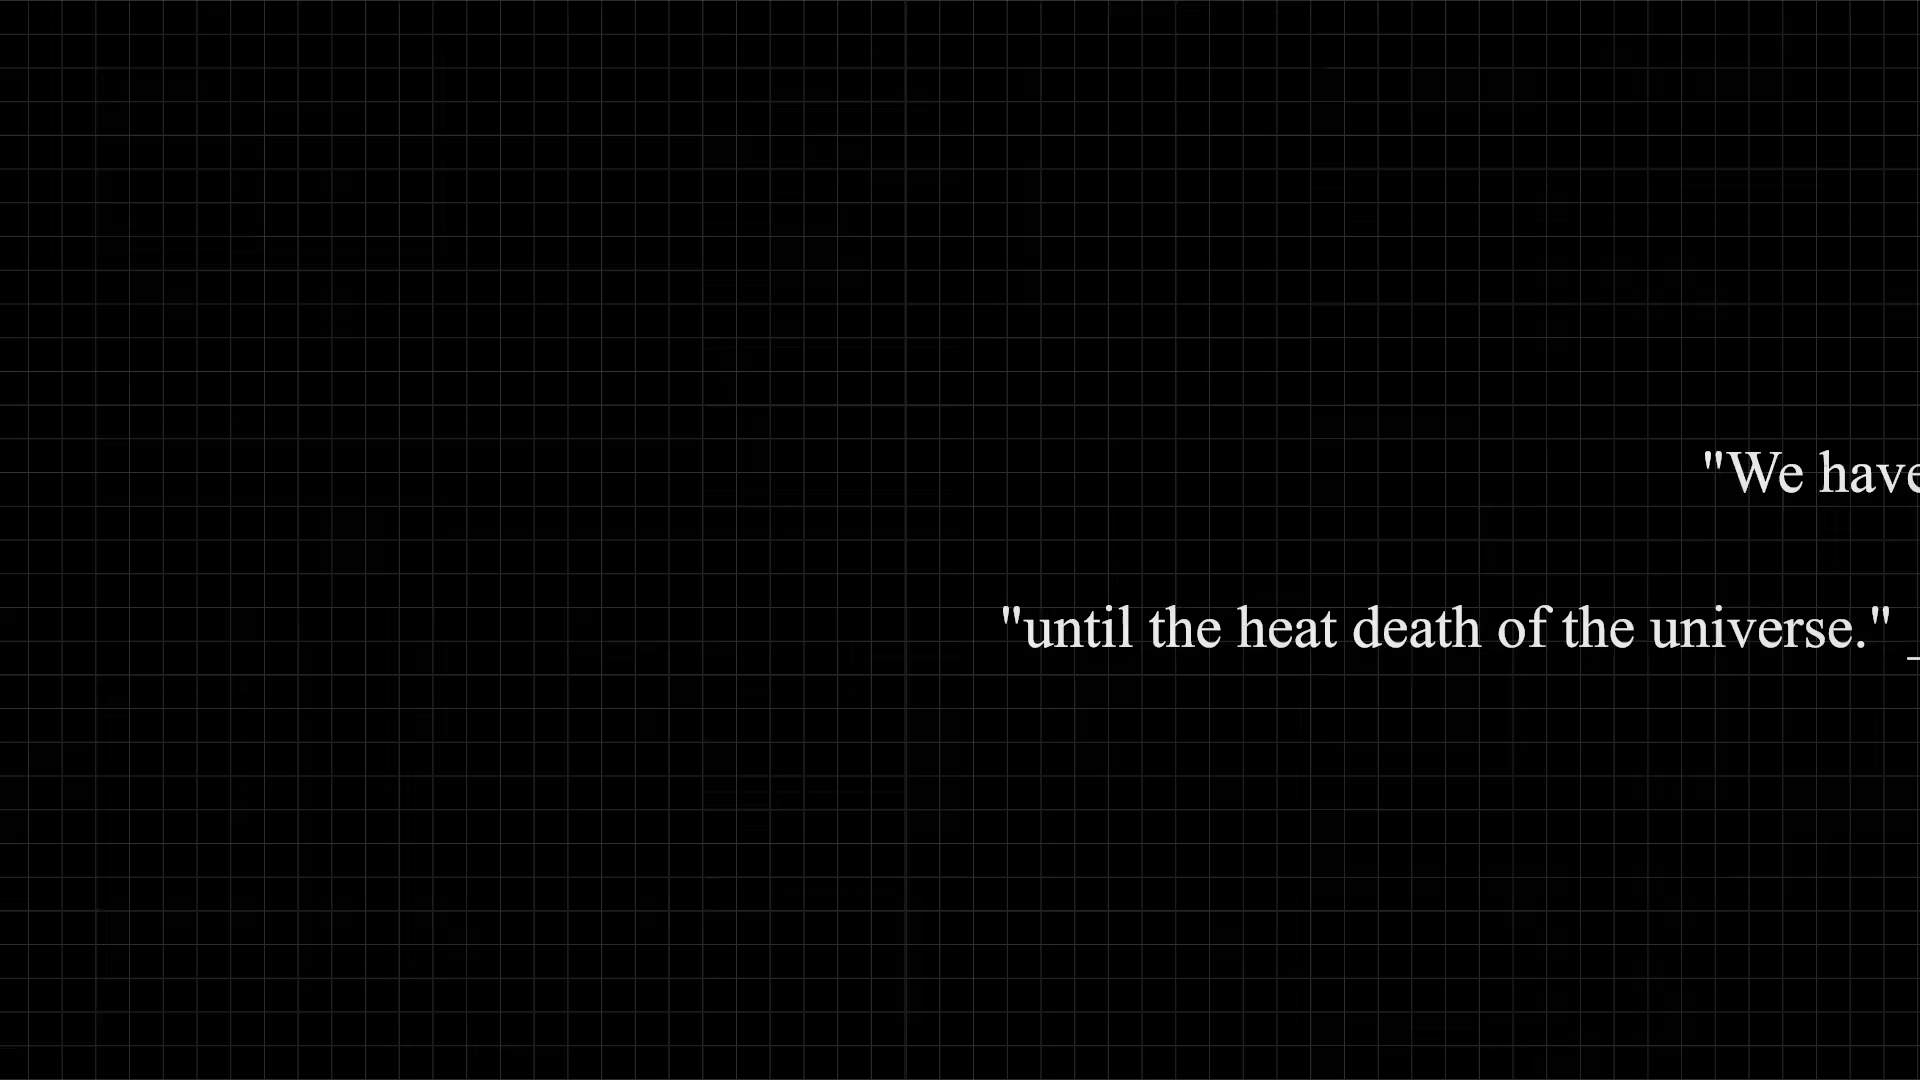 "We have
"until the heat death of the universe." _